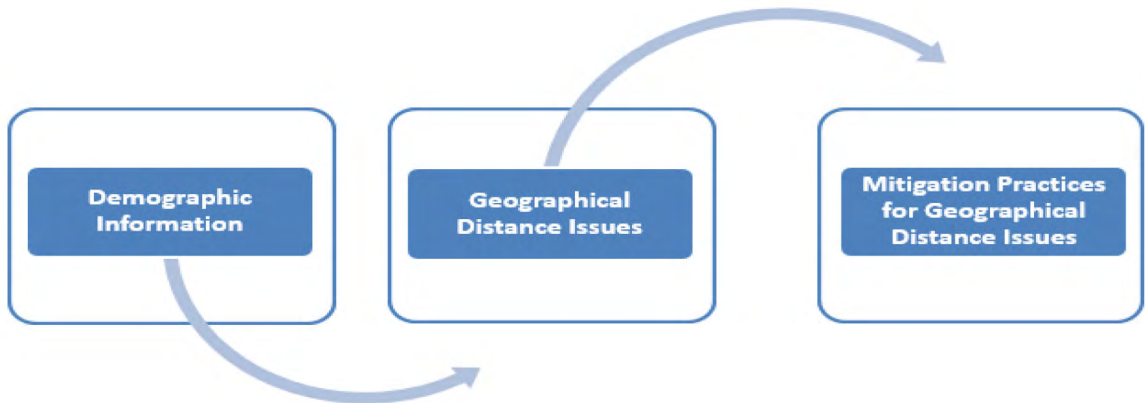 Demographic
Information
Geographical
Distance Issues
Mitigation Practices
for Geographical
Distance Issues